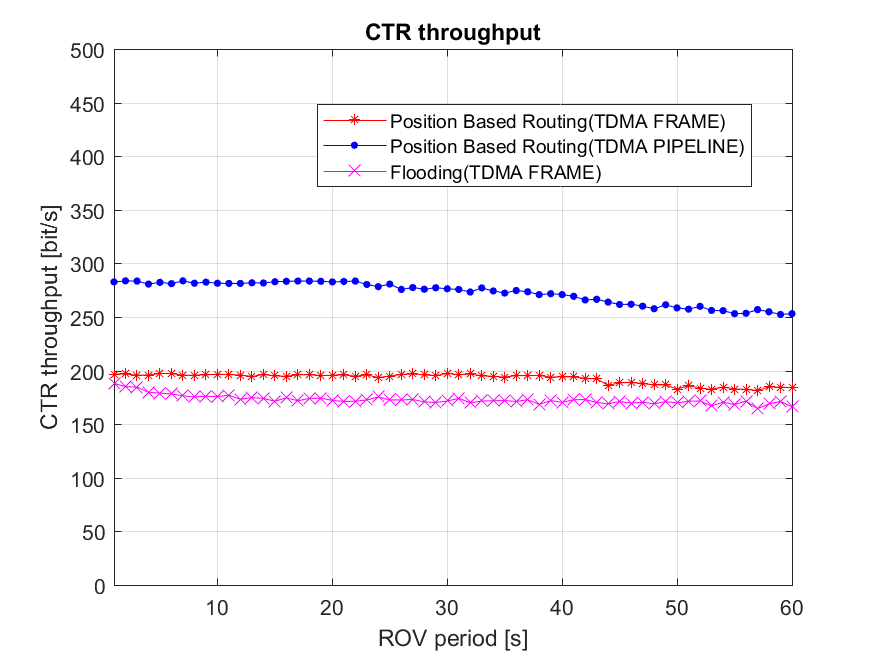 CTR throughput
500
450
400
350
300
250
200
150
100
50
0
CTR throughput [bit/s]
Position Based Routing(TDMA FRAME)
Position Based Routing(TDMA PIPELINE)
Flooding(TDMA FRAME)
10 20 30 40 50 60
ROV period [s]